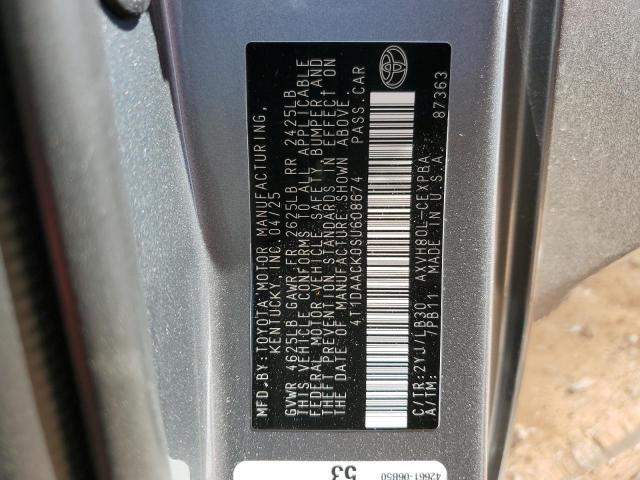 MFD.BY:TOYOTA MOTOR MANUFACTURING,
KENTUCKY, INC. 04/25
GVWR 4625LB GAWR FR 2625LB RR 2425LB
THIS VEHICLE CONFORMS TO ALL APPLICABLE
FEDERAL MOTOR VEHICLE SAFETY, BUMPER, AND
THEFT PREVENTION STANDARDS IN EFFECT ON
THE DATE OF MANUFACTURE SHOWN ABOVE.
4T1DAACK0SU608674 PASS.CAR
C/TR:2YJ/LB30 AXVH80L-CEXPBA
A/TM: /PB11 MADE IN U.S.A. 87363
42661-06B50
53